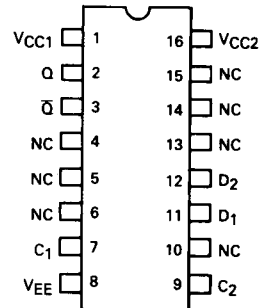 VCC1 1 16 VCC2
Q 2 15 NC
Q̅ 3 14 NC
NC 4 13 NC
NC 5 12 D2
NC 6 11 D1
C1 7 10 NC
VEE 8 9 C2